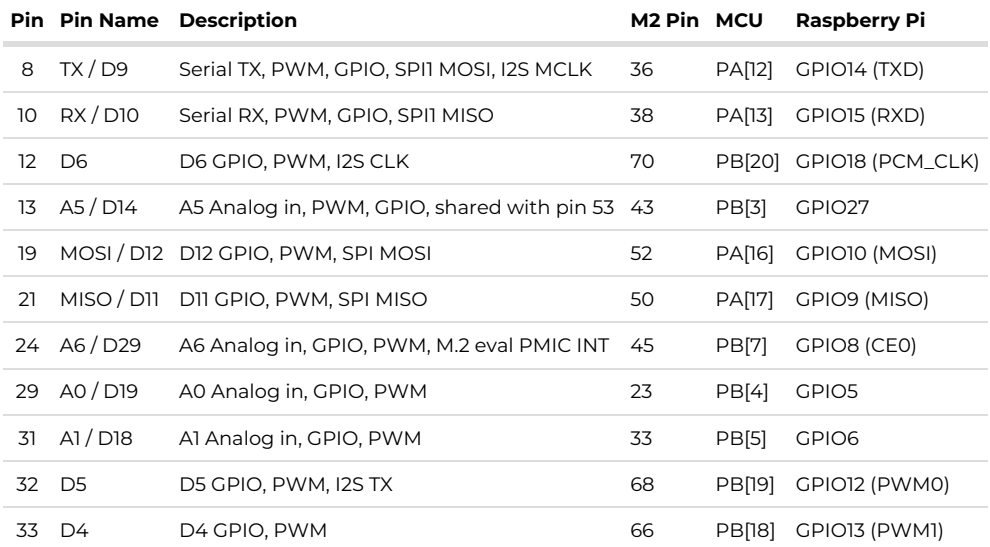 Pin Pin Name Description M2 Pin MCU Raspberry Pi
8 TX / D9 Serial TX, PWM, GPIO, SPI1 MOSI, I2S MCLK 36 PA[12] GPIO14 (TXD)
10 RX / D10 Serial RX, PWM, GPIO, SPI1 MISO 38 PA[13] GPIO15 (RXD)
12 D6 D6 GPIO, PWM, I2S CLK 70 PB[20] GPIO18 (PCM_CLK)
13 A5 / D14 A5 Analog in, PWM, GPIO, shared with pin 53 43 PB[3] GPIO27
19 MOSI / D12 D12 GPIO, PWM, SPI MOSI 52 PA[16] GPIO10 (MOSI)
21 MISO / D11 D11 GPIO, PWM, SPI MISO 50 PA[17] GPIO9 (MISO)
24 A6 / D29 A6 Analog in, GPIO, PWM, M.2 eval PMIC INT 45 PB[7] GPIO8 (CE0)
29 A0 / D19 A0 Analog in, GPIO, PWM 23 PB[4] GPIO5
31 A1 / D18 A1 Analog in, GPIO, PWM 33 PB[5] GPIO6
32 D5 D5 GPIO, PWM, I2S TX 68 PB[19] GPIO12 (PWM0)
33 D4 D4 GPIO, PWM 66 PB[18] GPIO13 (PWM1)